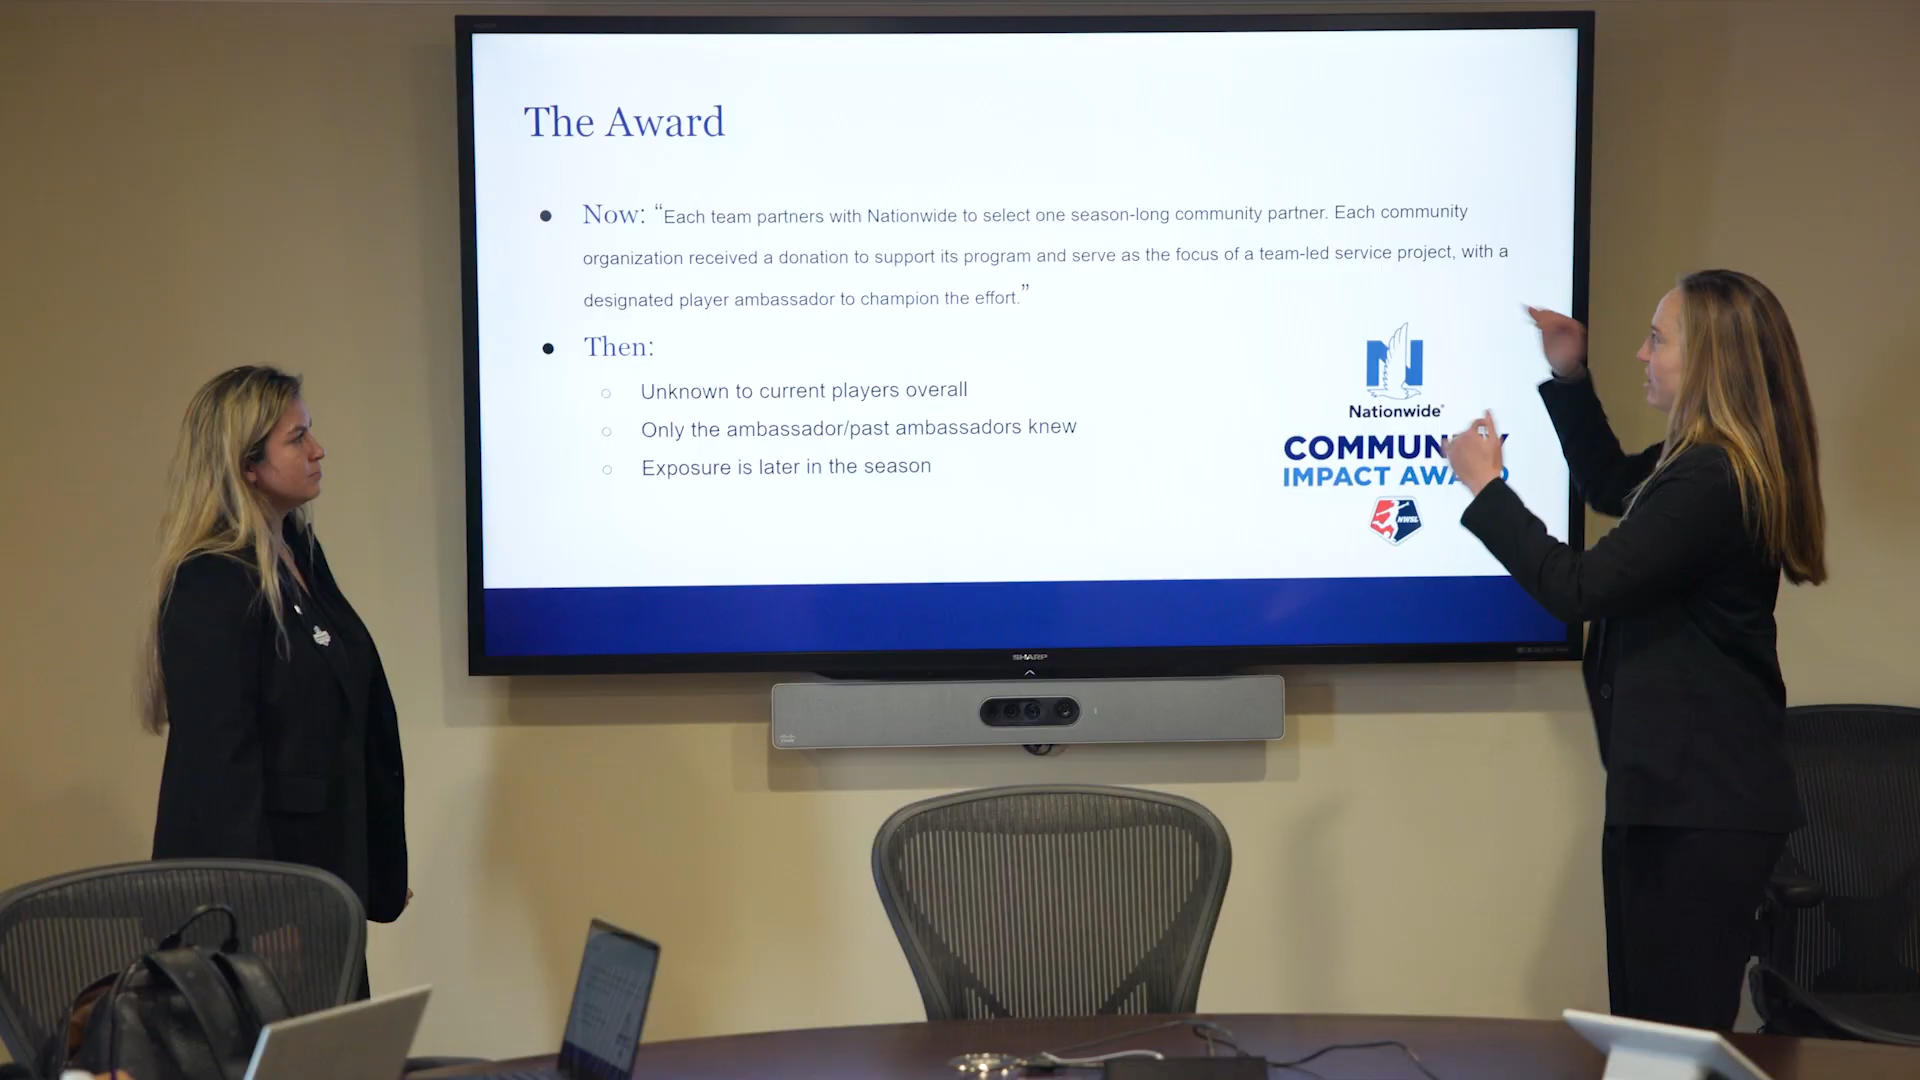 The Award
● Now: “Each team partners with Nationwide to select one season-long community partner. Each community
organization received a donation to support its program and serve as the focus of a team-led service project, with a
designated player ambassador to champion the effort.”
● Then:
○ Unknown to current players overall
○ Only the ambassador/past ambassadors knew
○ Exposure is later in the season
Nationwide®
COMMUNITY
IMPACT AWARD
NWSL
SHARP